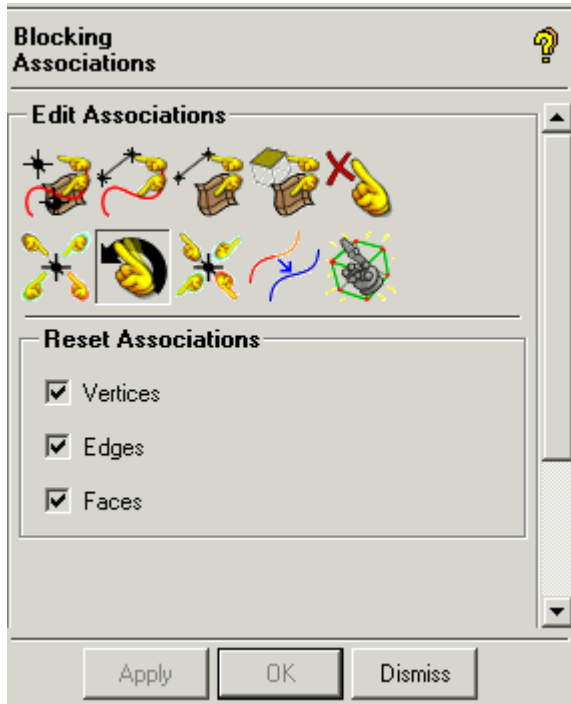 Blocking
Associations
Edit Associations
Reset Associations
Vertices
Edges
Faces
Apply
OK
Dismiss